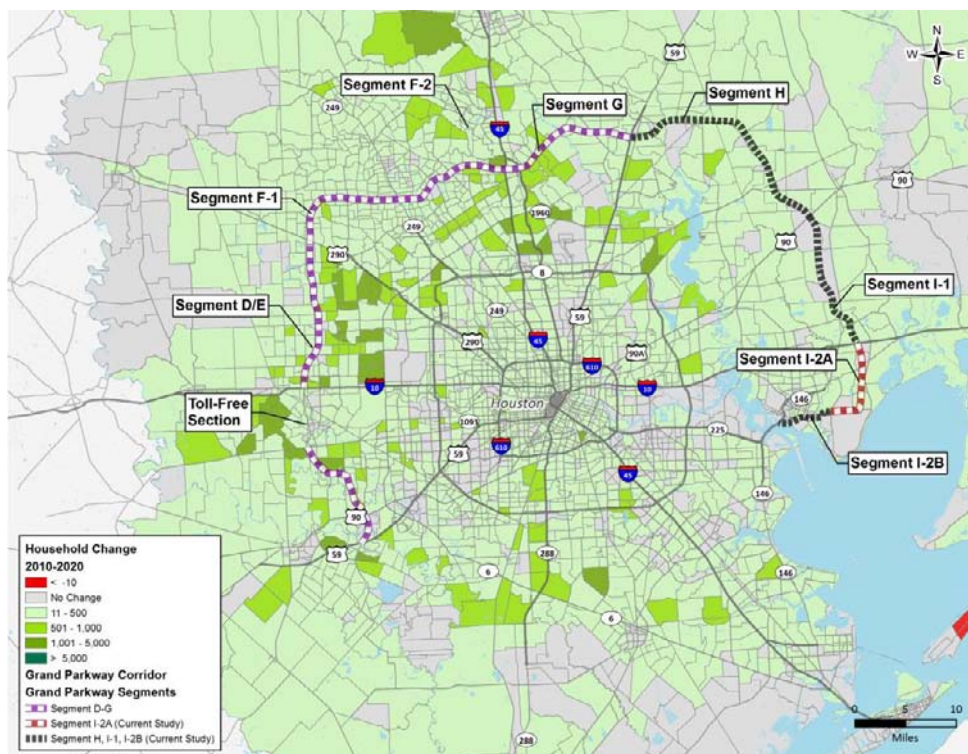 N
W E
S
59
Segment F-2
Segment G
Segment H
249
45
90
Segment F-1
1960
249
90
290
8
Segment I-1
Segment D/E
249
59
290
45
90A
Segment I-2A
610
10
10
146
Toll-Free
Section
Houston
1091
225
59
610
Segment I-2B
45
146
90
59
288
6
146
6
288
Household Change
2010-2020
< -10
No Change
11 - 500
501 - 1,000
1,001 - 5,000
> 5,000
Grand Parkway Corridor
Grand Parkway Segments
Segment D-G
Segment I-2A (Current Study)
Segment H, I-1, I-2B (Current Study)
0 5 10
Miles